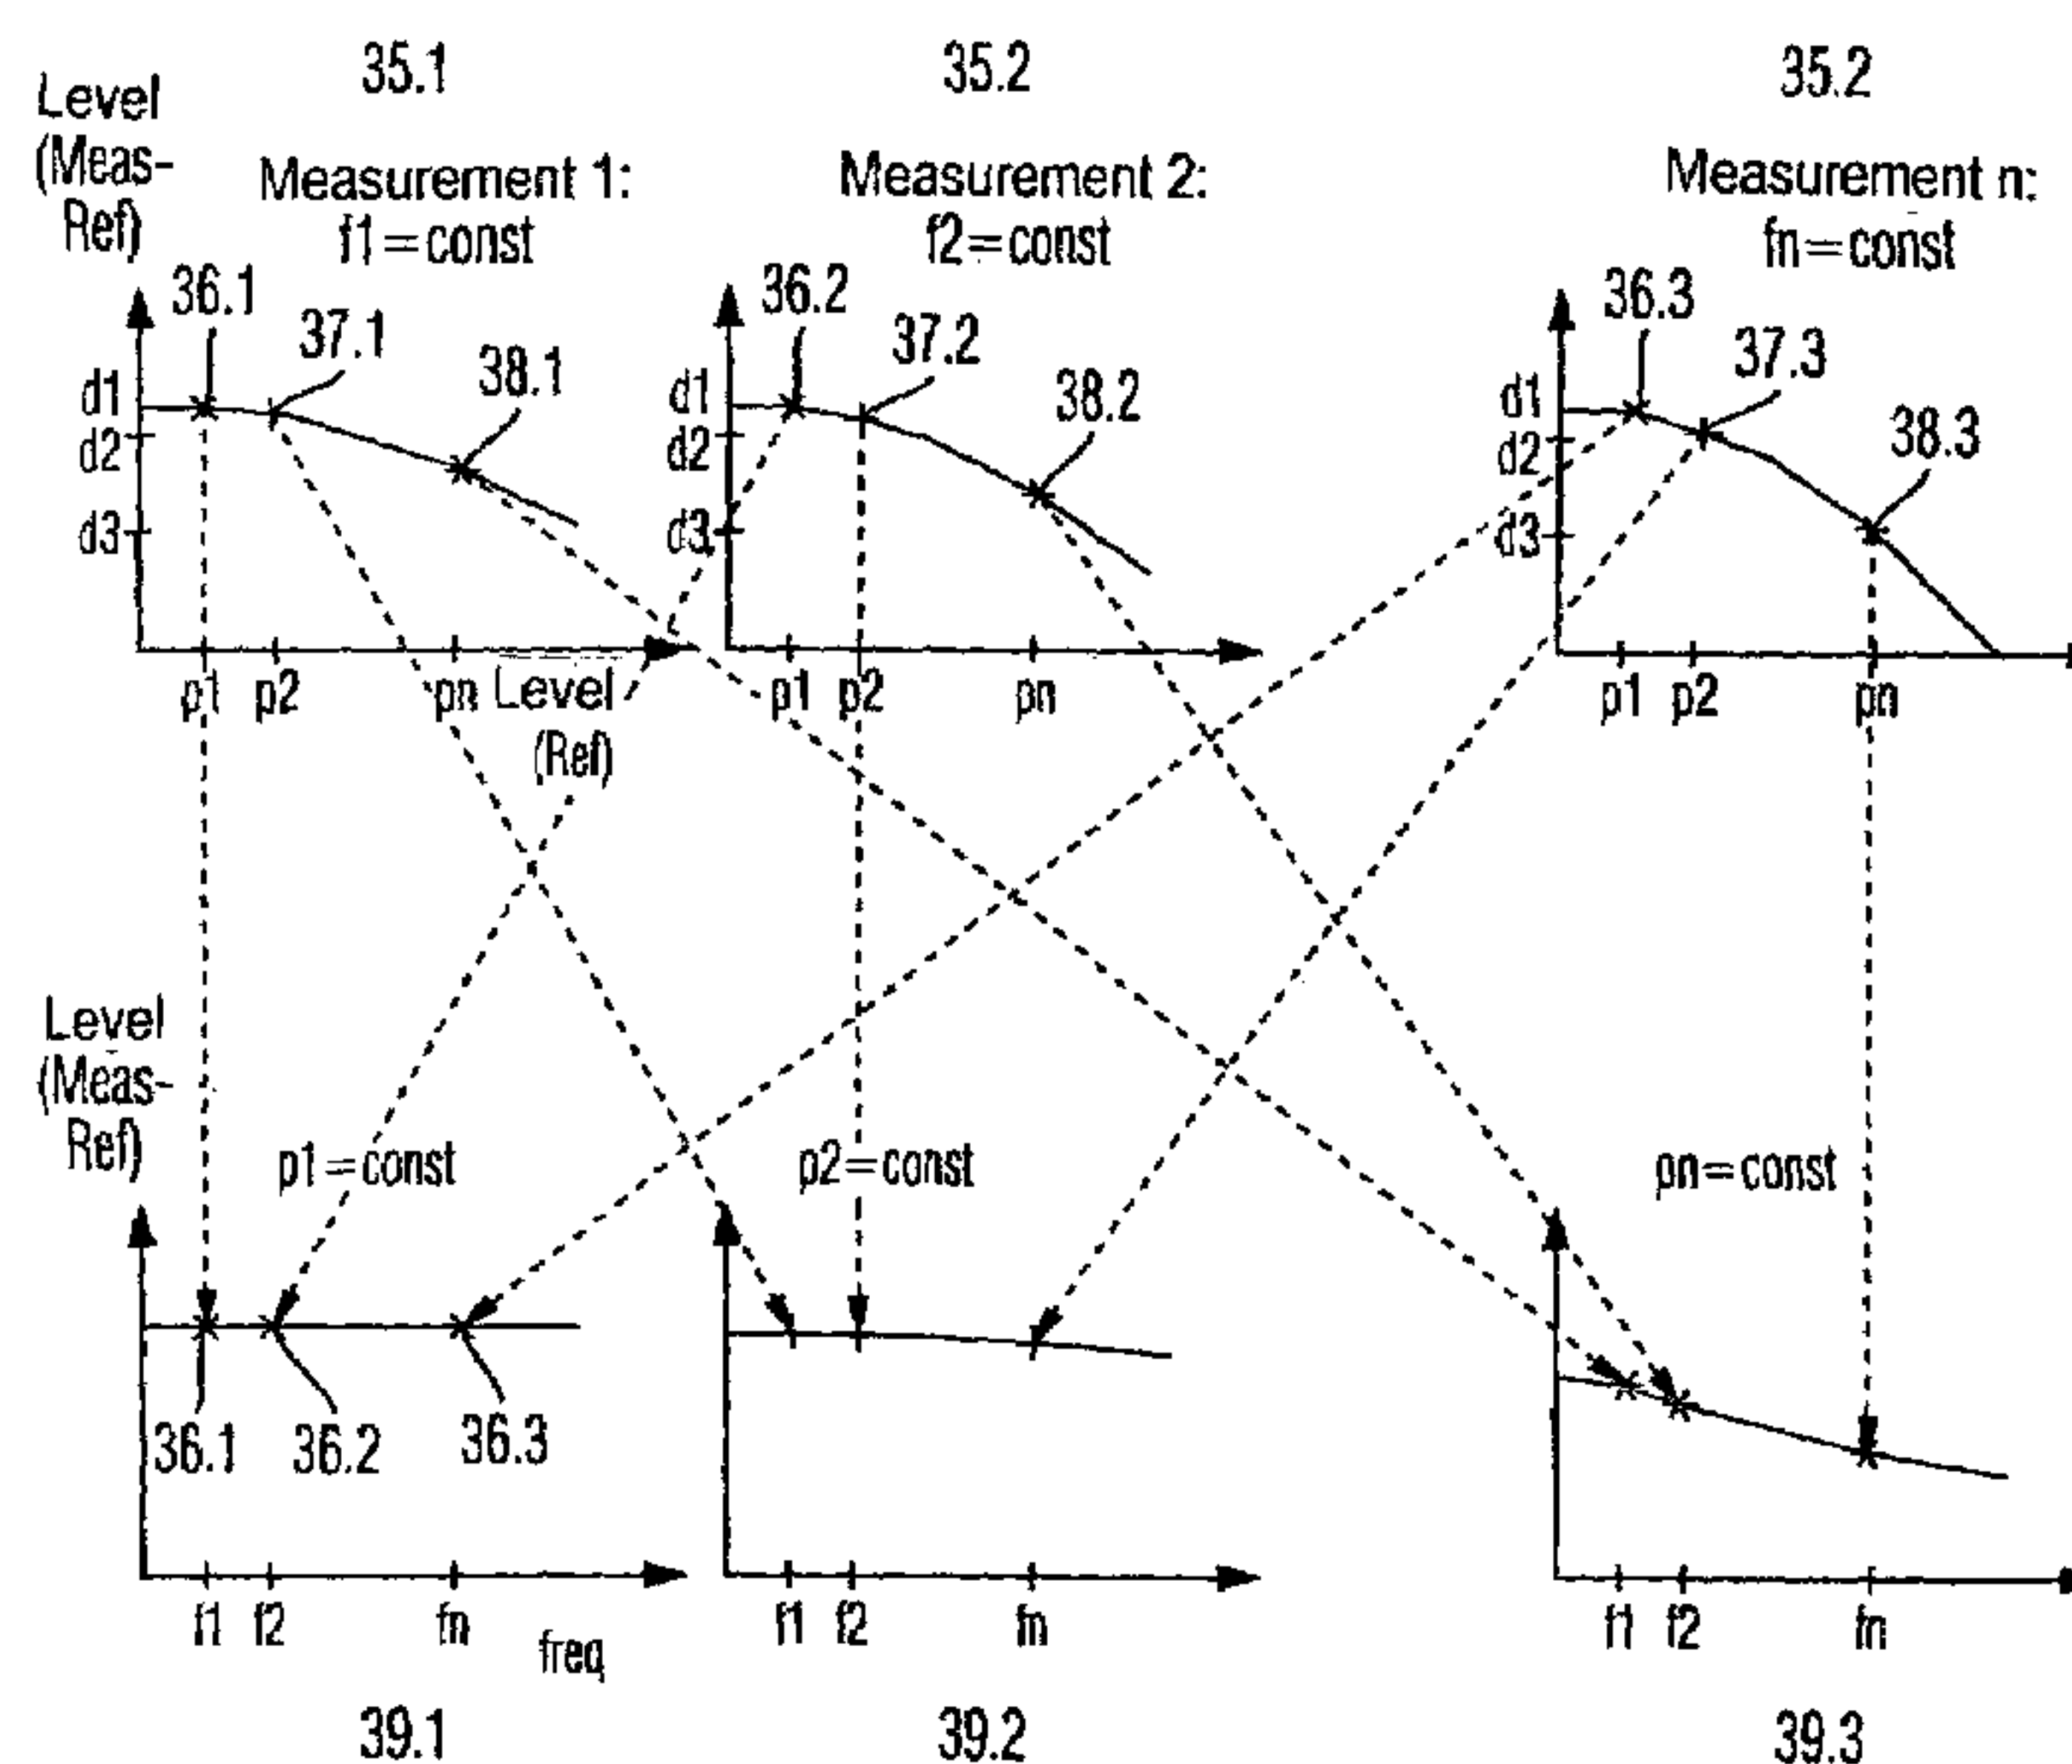 35.1
35.2
35.2
Level
(Meas-
Ref)
Measurement 1:
f1=const
Measurement 2:
f2=const
Measurement n:
fn=const
36.1
37.1
38.1
d1
d2
d3
p1
p2
pn
Level
(Ref)
36.2
37.2
38.2
d1
d2
d3
p1
p2
pn
36.3
37.3
38.3
d1
d2
d3
p1
p2
pn
Level
(Meas-
Ref)
p1=const
p2=const
pn=const
36.1
36.2
36.3
f1
f2
fn
freq
f1
f2
fn
f1
f2
fn
39.1
39.2
39.3